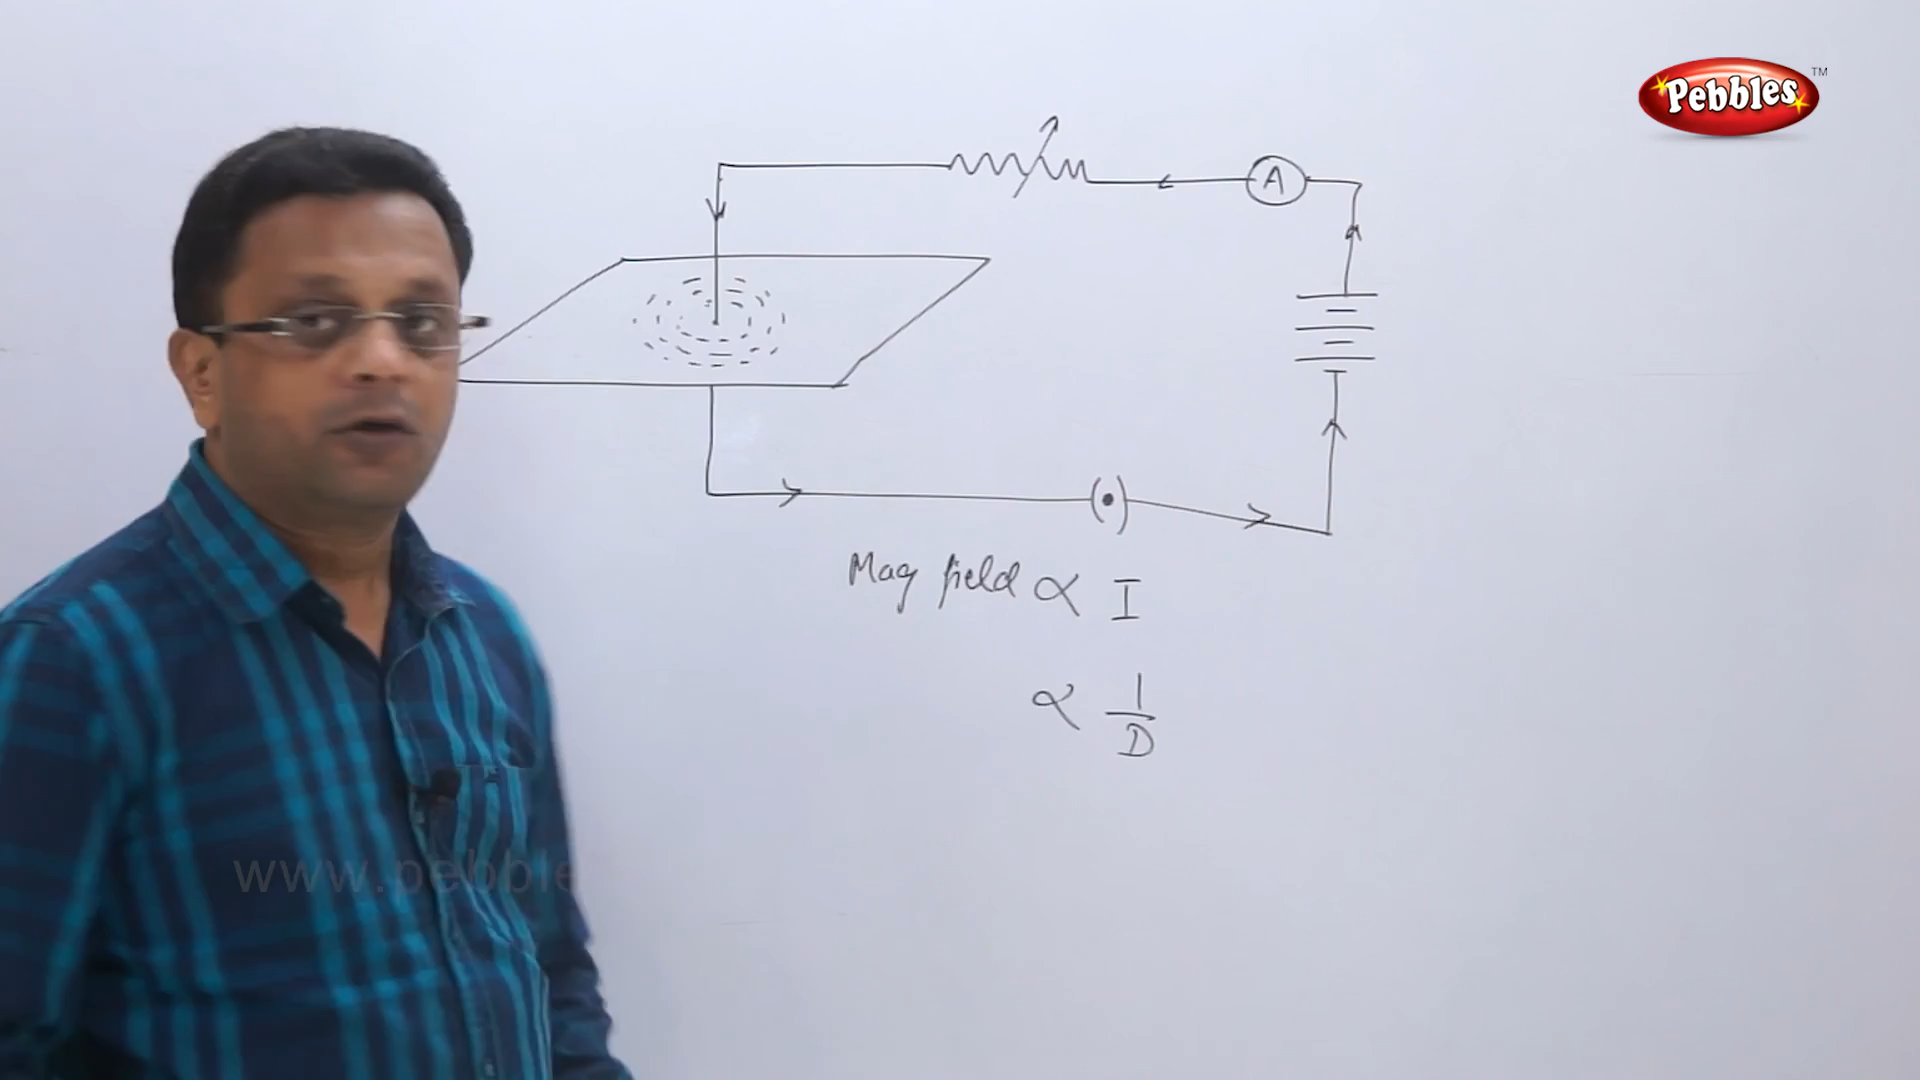 Pebbles TM
A
Mag field ∝ I
∝ 1/D
www.pebble